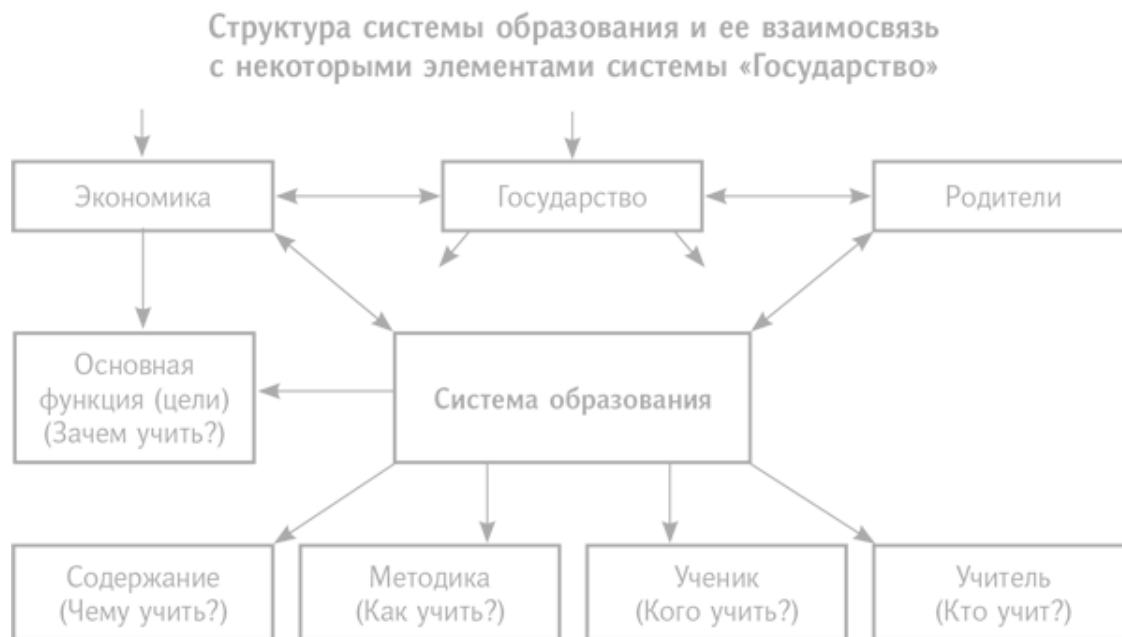 Структура системы образования и ее взаимосвязь
с некоторыми элементами системы «Государство»
Экономика
Государство
Родители
Основная
функция (цели)
(Зачем учить?)
Система образования
Содержание
(Чему учить?)
Методика
(Как учить?)
Ученик
(Кого учить?)
Учитель
(Кто учит?)